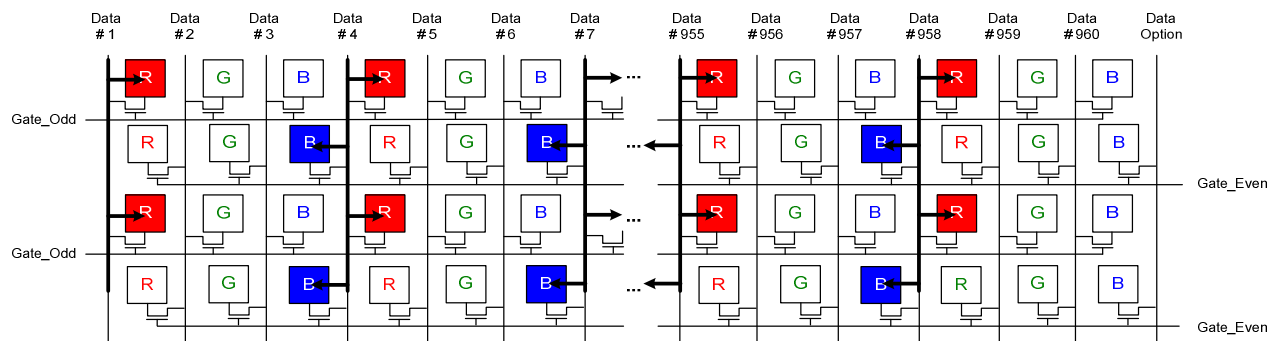 Data Data Data Data Data Data Data Data Data Data Data Data Data Data
#1 #2 #3 #4 #5 #6 #7 #955 #956 #957 #958 #959 #960 Option
R G B R G B ... R G B R G B
Gate_Odd
R G B R G B ... R G B R G B
Gate_Even
R G B R G B ... R G B R G B
Gate_Odd
R G B R G B ... R G B R G B
Gate_Even